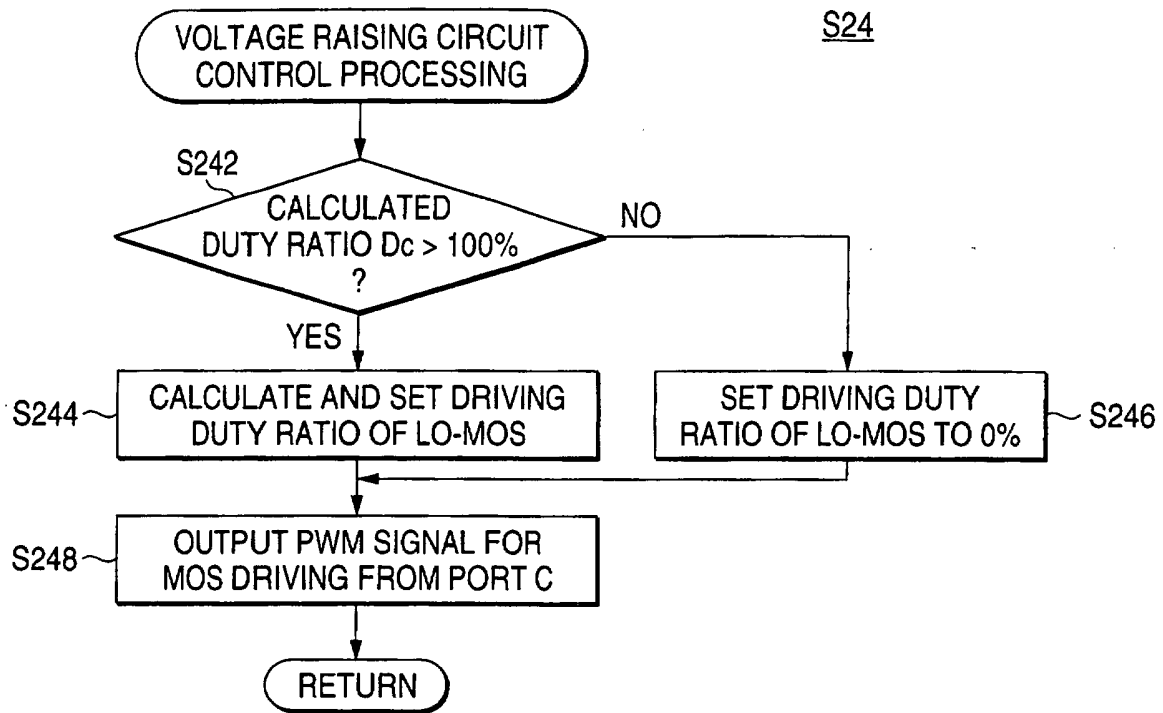 S24
VOLTAGE RAISING CIRCUIT
CONTROL PROCESSING
S242
CALCULATED
DUTY RATIO Dc > 100%
?
NO
YES
S244
CALCULATE AND SET DRIVING
DUTY RATIO OF LO-MOS
SET DRIVING DUTY
RATIO OF LO-MOS TO 0%
S246
S248
OUTPUT PWM SIGNAL FOR
MOS DRIVING FROM PORT C
RETURN